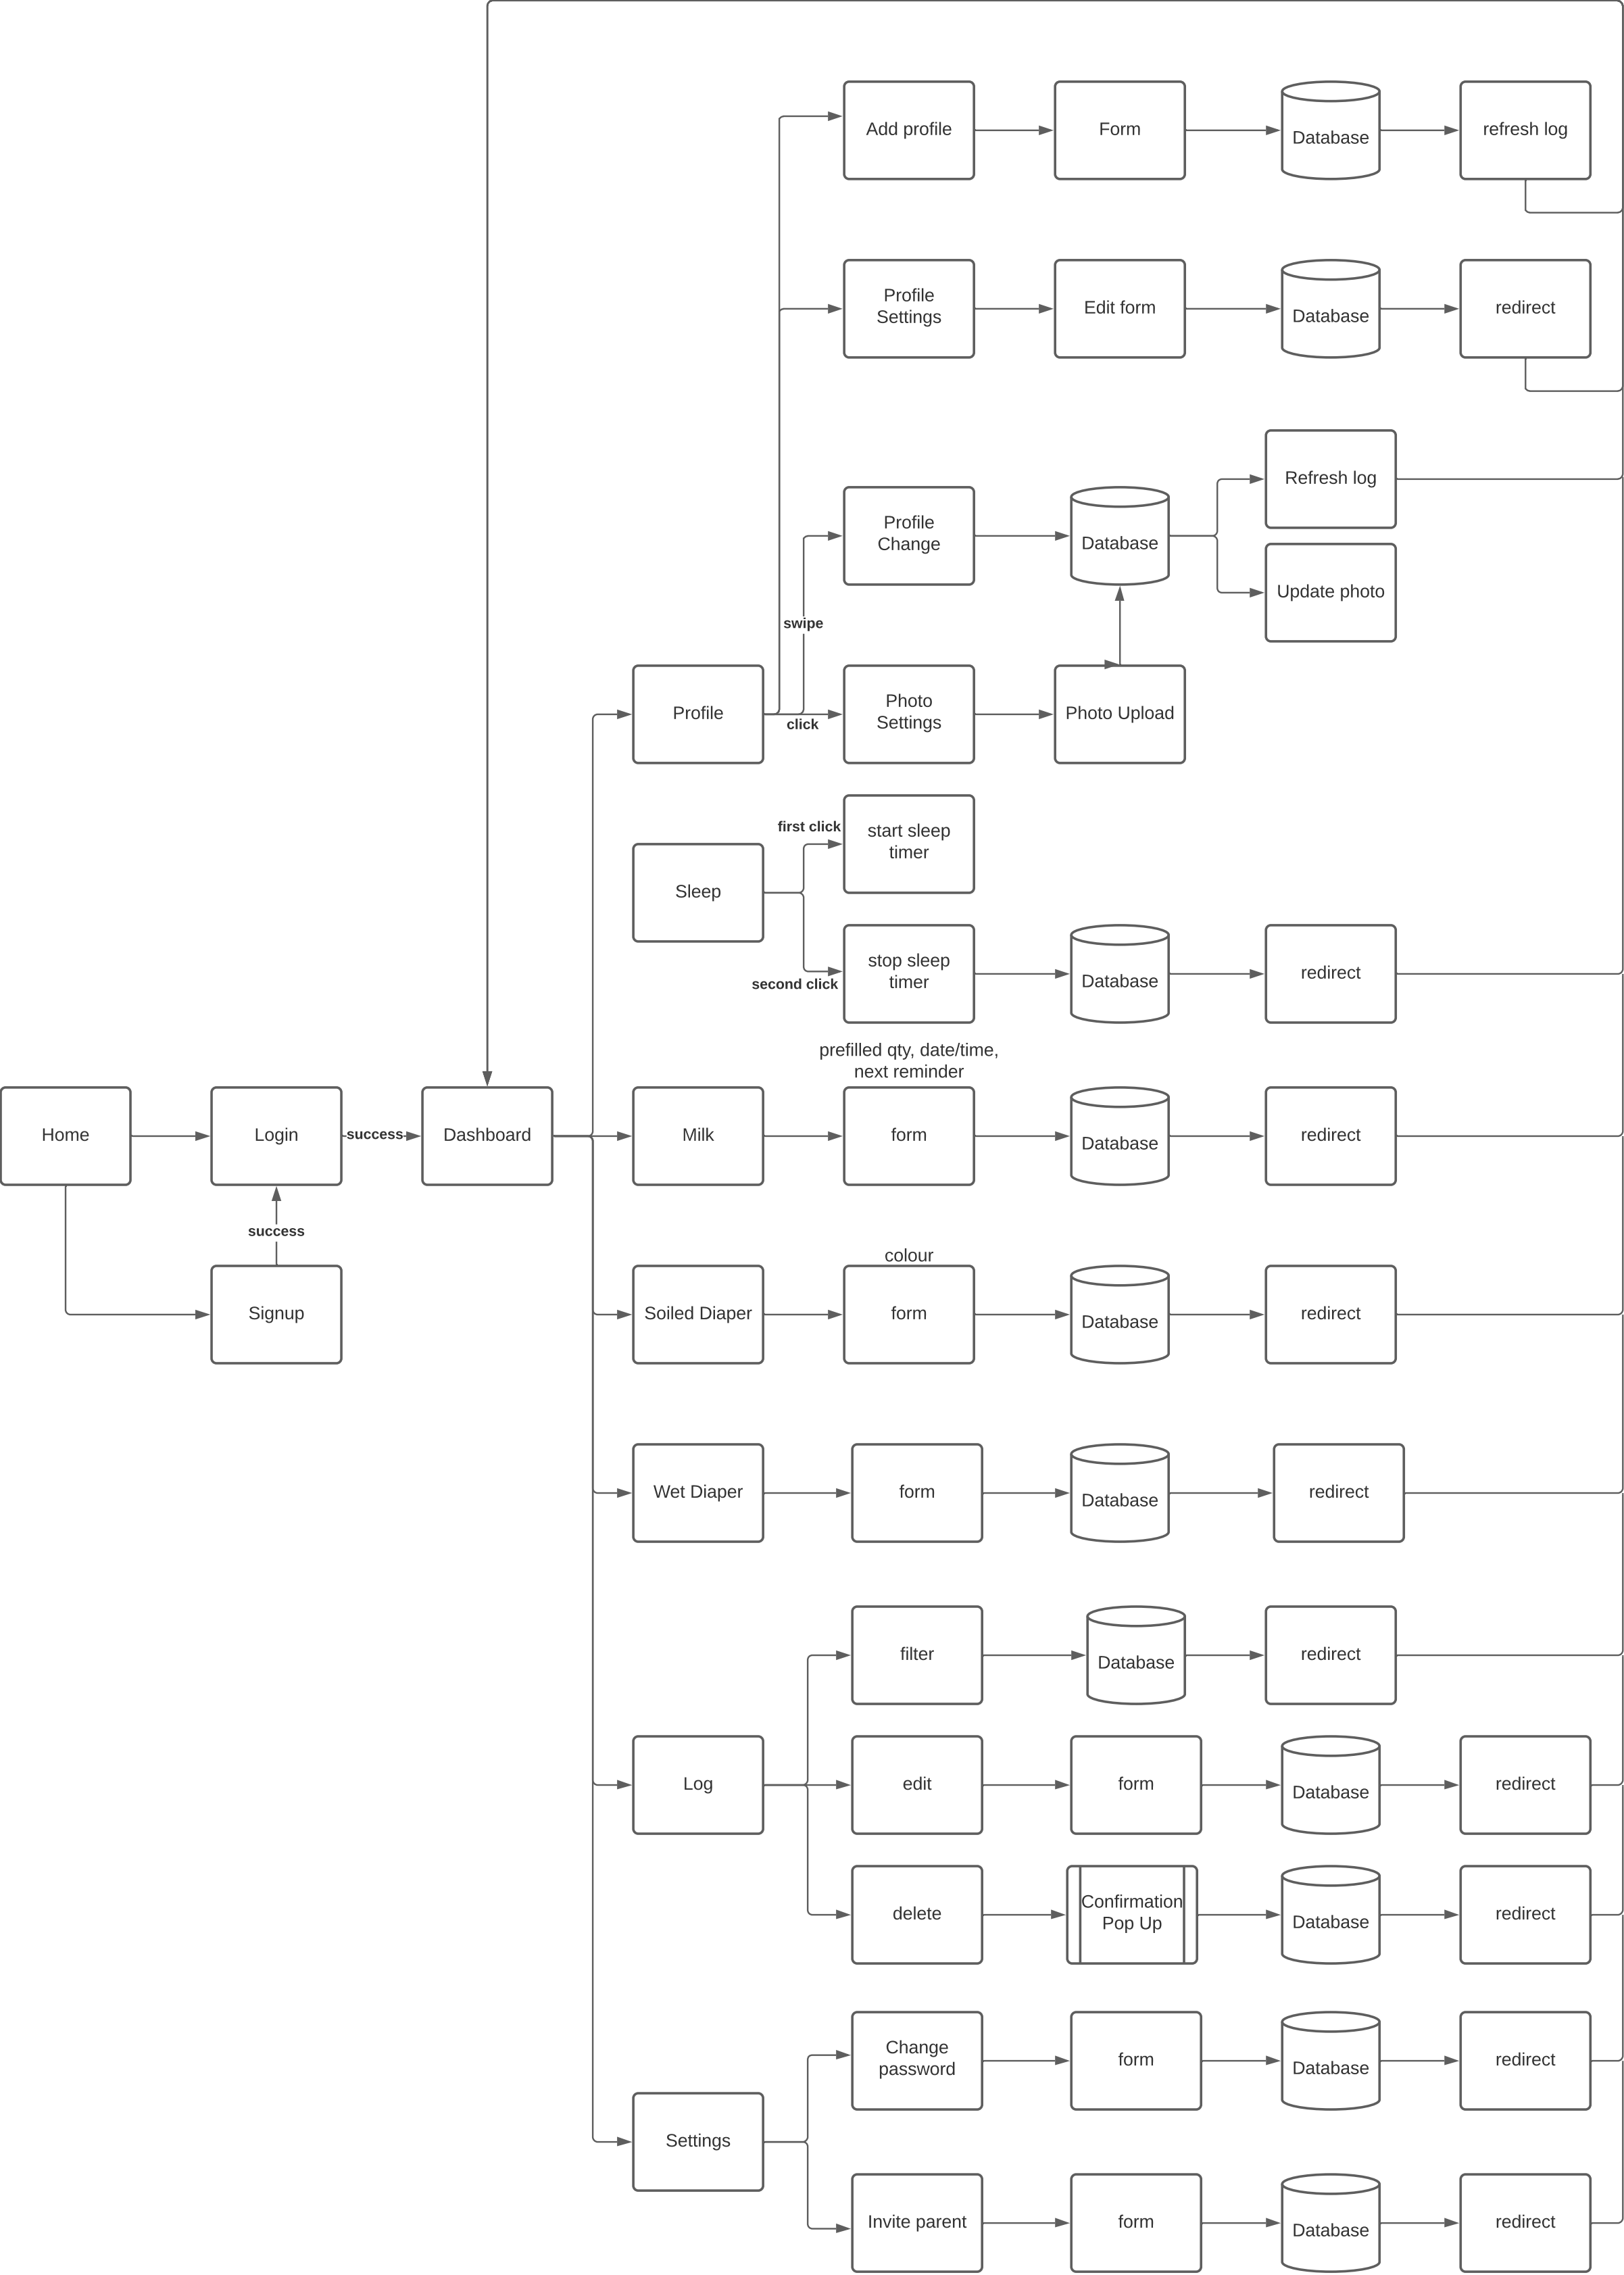 Add profile
Form
Database
refresh log
Profile
Settings
Edit form
Database
redirect
Refresh log
Profile
Change
Database
Update photo
swipe
Profile
click
Photo
Settings
Photo Upload
first click
start sleep
timer
Sleep
second click
stop sleep
timer
Database
redirect
prefilled qty, date/time,
next reminder
Home
Login
success
Dashboard
Milk
form
Database
redirect
success
Signup
colour
Soiled Diaper
form
Database
redirect
Wet Diaper
form
Database
redirect
filter
Database
redirect
Log
edit
form
Database
redirect
delete
Confirmation
Pop Up
Database
redirect
Change
password
form
Database
redirect
Settings
Invite parent
form
Database
redirect